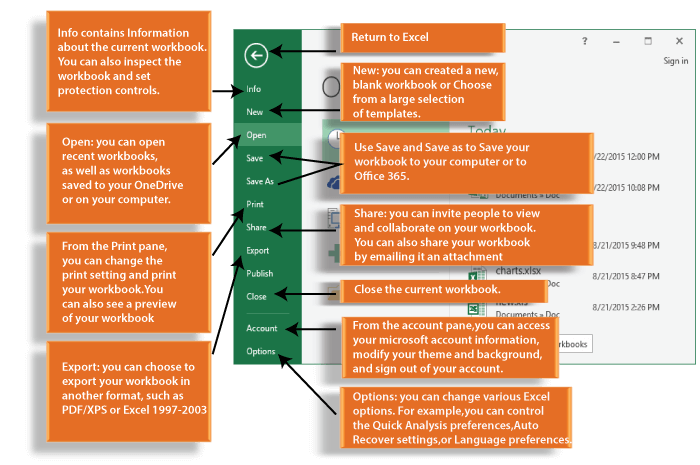 Info contains Information
about the current workbook.
You can also inspect the
workbook and set
protection controls.
Open: you can open
recent workbooks,
as well as workbooks
saved to your OneDrive
or on your computer.
From the Print pane,
you can change the
print setting and print
your workbook.You
can also see a preview
of your workbook
Export: you can choose to
export your workbook in
another format, such as
PDF/XPS or Excel 1997-2003
Info
New
Open
Save
Save As
Print
Share
Export
Publish
Close
Account
Options
Return to Excel
New: you can created a new,
blank workbook or Choose
from a large selection
of templates.
Use Save and Save as to Save your
workbook to your computer or to
Office 365.
Share: you can invite people to view
and collaborate on your workbook.
You can also share your workbook
by emailing it an attachment
Close the current workbook.
From the account pane,you can access
your microsoft account information,
modify your theme and background,
and sign out of your account.
Options: you can change various Excel
options. For example,you can control
the Quick Analysis preferences,Auto
Recover settings,or Language preferences.
?
Sign in
Today
/22/2015 12:00 PM
/22/2015 10:08 PM
Documents » Doc
8/21/2015 9:48 PM
charts.xlsx
8/21/2015 8:47 PM
Documents » Doc
8/21/2015 2:26 PM
Documents » Doc